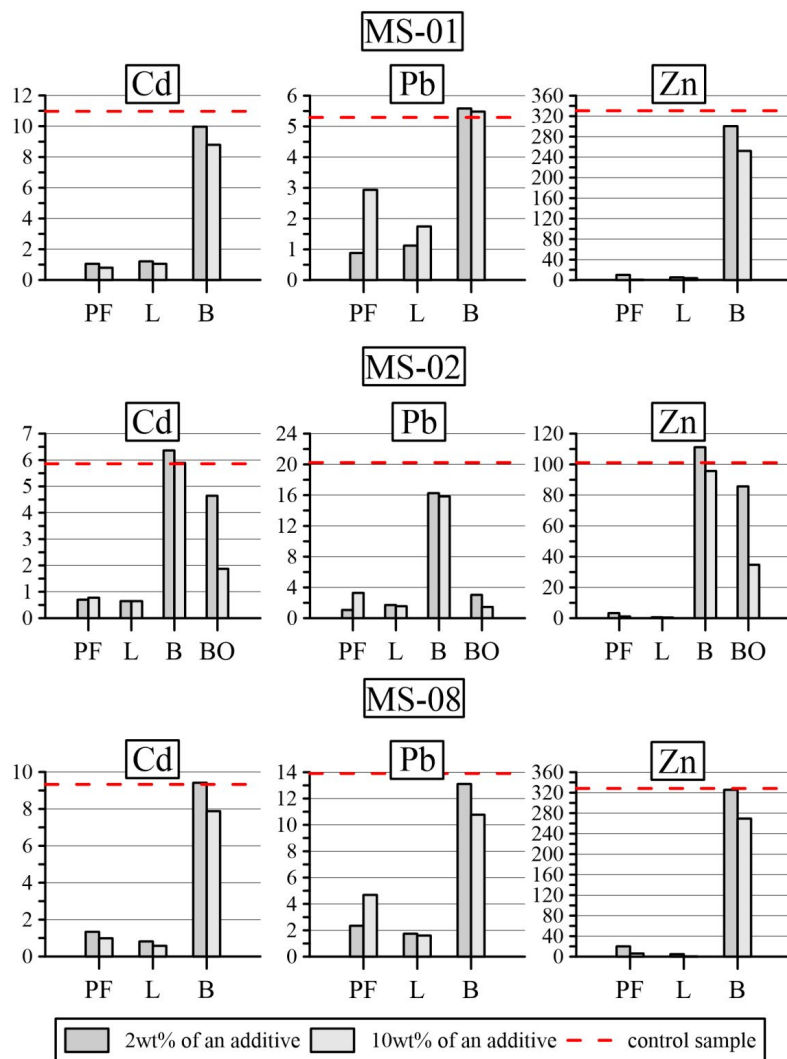 MS-01
Cd Pb Zn
12 6 360
10 5 320
8 4 280
6 3 240
4 2 200
2 1 160
0 0 120
80
40
0
PF L B PF L B PF L B
MS-02
Cd Pb Zn
7 24 120
6 20 100
5 16 80
4 12 60
3 8 40
2 4 20
1 0 0
0
PF L B BO PF L B BO PF L B BO
MS-08
Cd Pb Zn
10 14 360
8 12 320
6 10 280
4 8 240
2 6 200
0 4 160
2 120
0 80
40
0
PF L B PF L B PF L B
2wt% of an additive 10wt% of an additive control sample